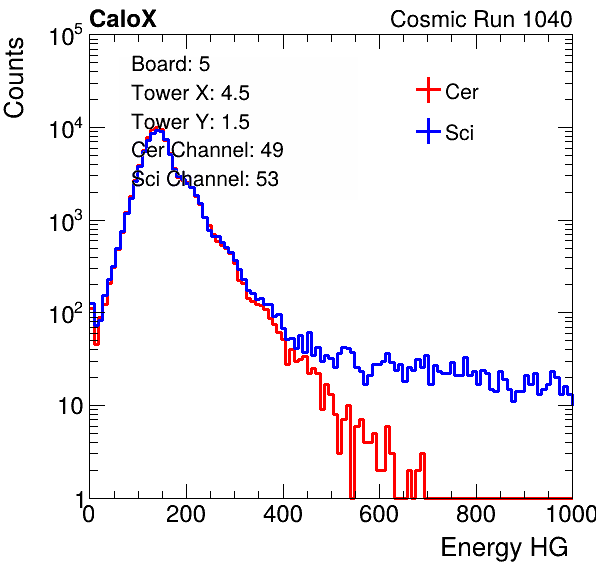 CaloX Cosmic Run 1040
Counts
Board: 5
Tower X: 4.5
Tower Y: 1.5
Cer Channel: 49
Sci Channel: 53
Cer
Sci
10^5
10^4
10^3
10^2
10
1
0 200 400 600 800 1000
Energy HG